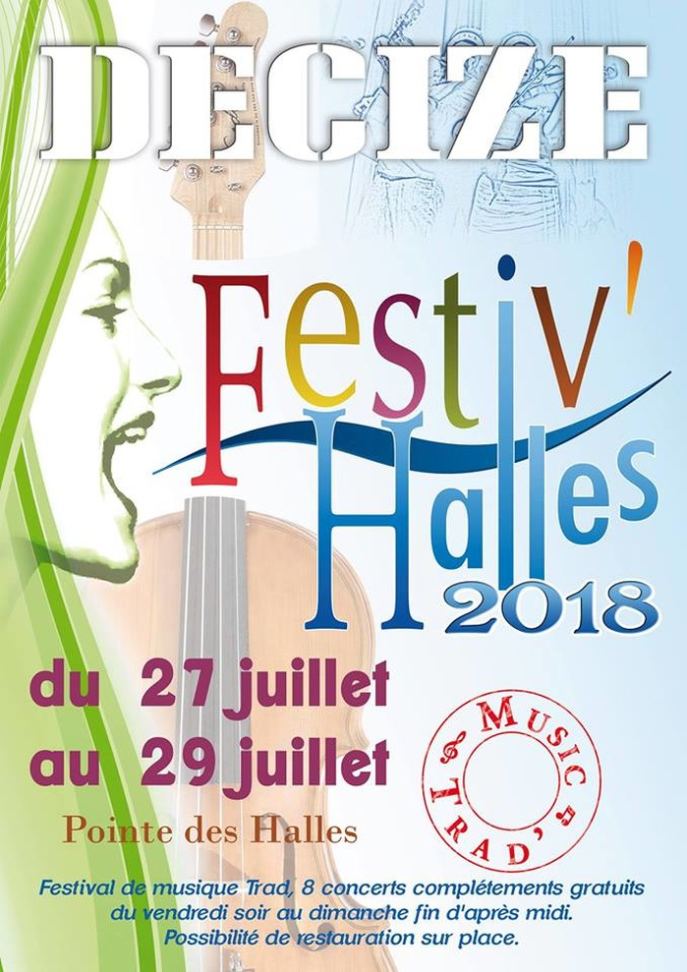 DECIZE
Festiv'
Halles
2018
du 27 juillet
au 29 juillet
Pointe des Halles
MUSIC
TRAD'
Festival de musique Trad, 8 concerts complétements gratuits
du vendredi soir au dimanche fin d'après midi.
Possibilité de restauration sur place.